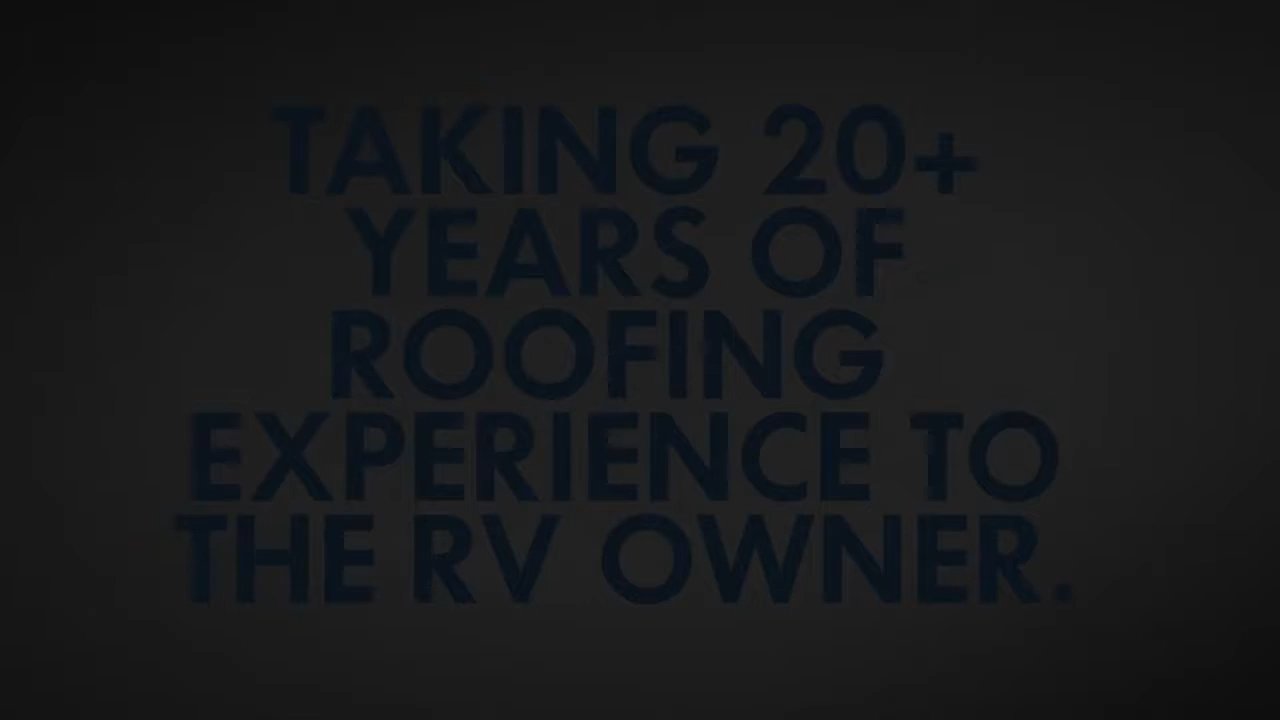 TAKING 20+
YEARS OF
ROOFING
EXPERIENCE TO
THE RV OWNER.